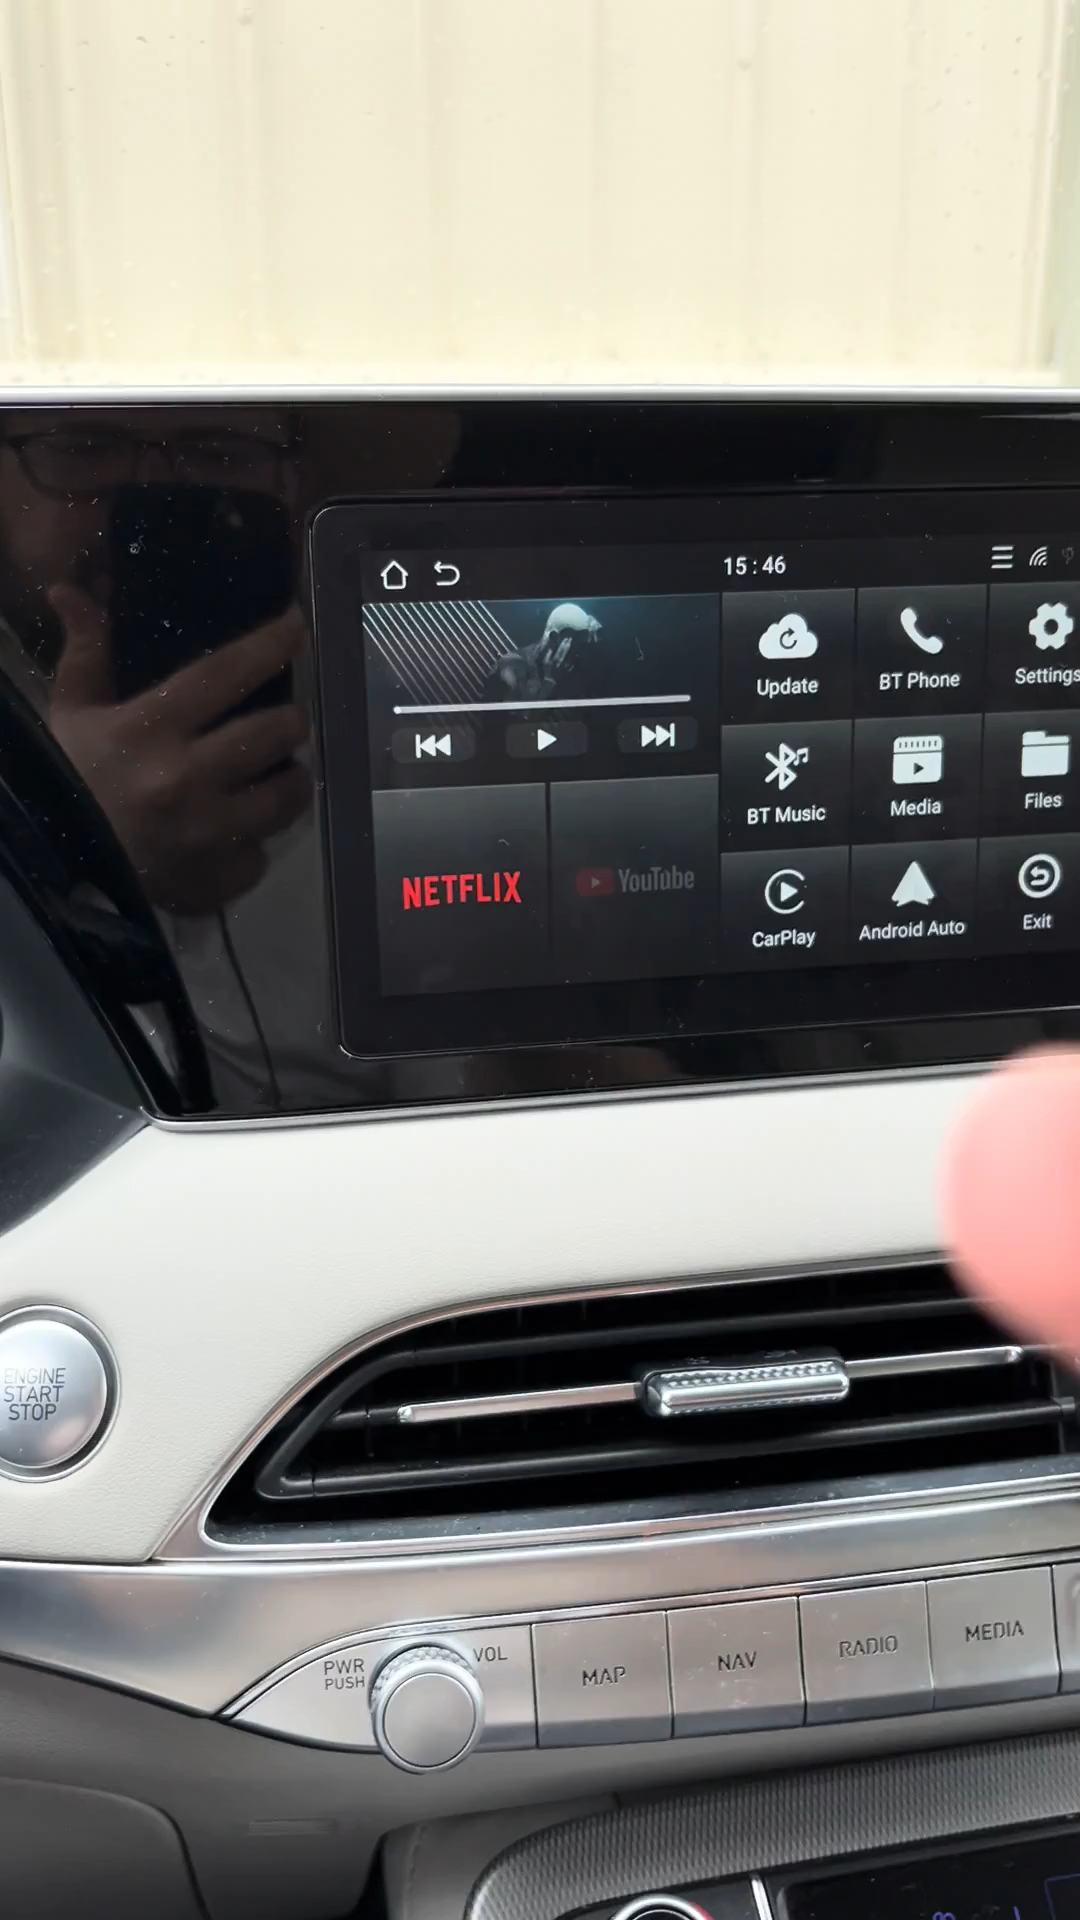 15:46
Update
BT Phone
Settings
BT Music
Media
Files
NETFLIX
YouTube
CarPlay
Android Auto
Exit
ENGINE
START
STOP
PWR
PUSH
VOL
MAP
NAV
RADIO
MEDIA